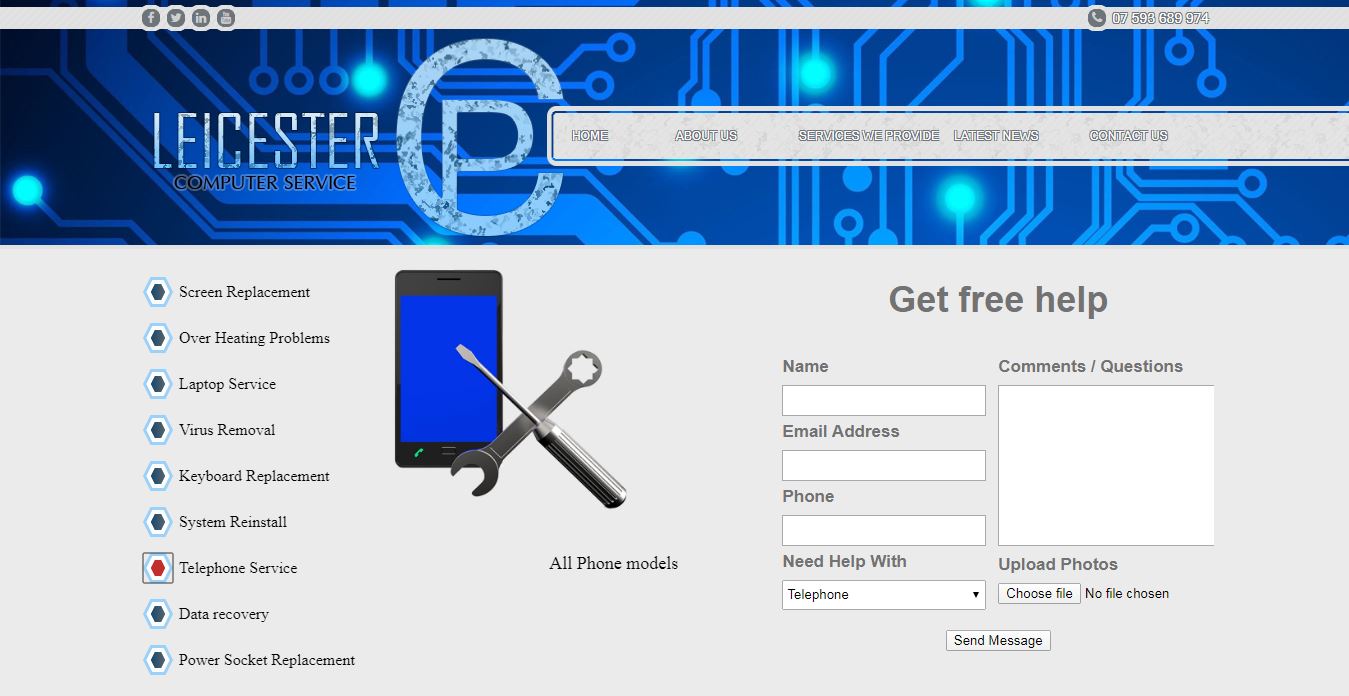 07 593 689 974
LEICESTER
COMPUTER SERVICE
CP
HOME ABOUT US SERVICES WE PROVIDE LATEST NEWS CONTACT US
Screen Replacement
Over Heating Problems
Laptop Service
Virus Removal
Keyboard Replacement
System Reinstall
Telephone Service
Data recovery
Power Socket Replacement
All Phone models
Get free help
Name
Email Address
Phone
Need Help With
Telephone
Comments / Questions
Upload Photos
Choose file No file chosen
Send Message